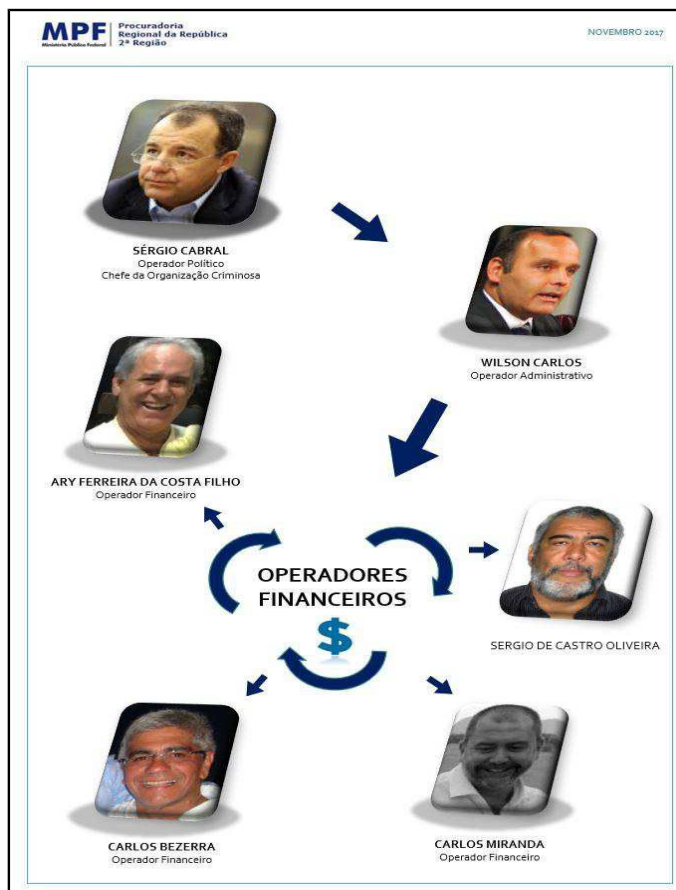 MPF
Ministério Público Federal
Procuradoria
Regional da República
2ª Região
NOVEMBRO 2017
SÉRGIO CABRAL
Operador Político
Chefe da Organização Criminosa
WILSON CARLOS
Operador Administrativo
ARY FERREIRA DA COSTA FILHO
Operador Financeiro
OPERADORES
FINANCEIROS
$
SERGIO DE CASTRO OLIVEIRA
CARLOS BEZERRA
Operador Financeiro
CARLOS MIRANDA
Operador Financeiro